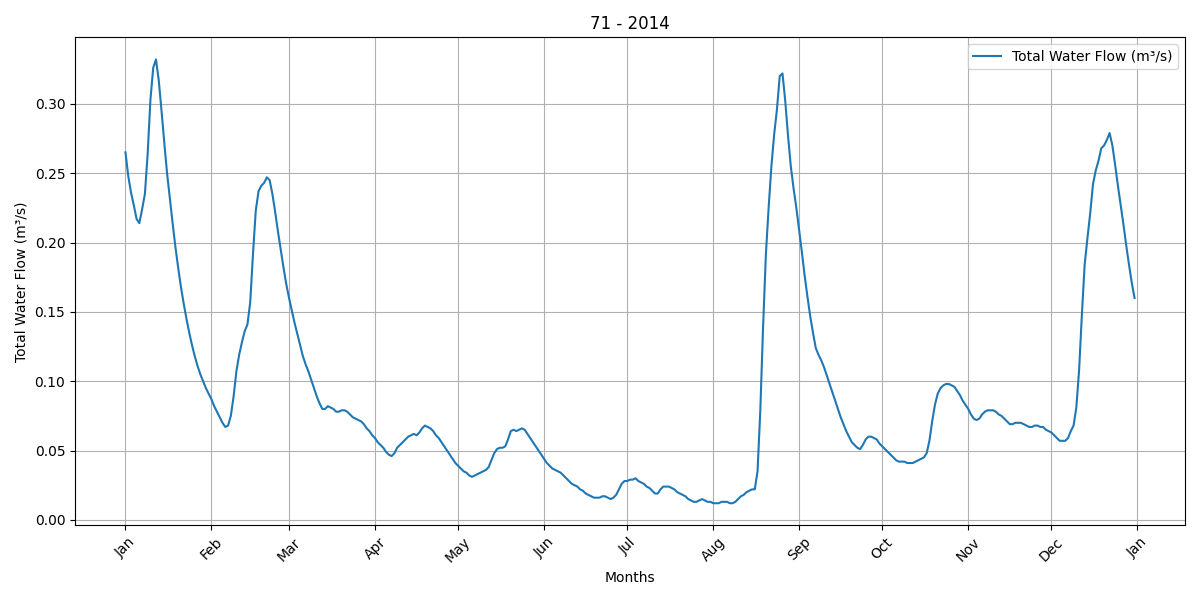 71 - 2014
Total Water Flow (m³/s)
Total Water Flow (m³/s)
0.30
0.25
0.20
0.15
0.10
0.05
0.00
Jan Feb Mar Apr May Jun Jul Aug Sep Oct Nov Dec Jan
Months